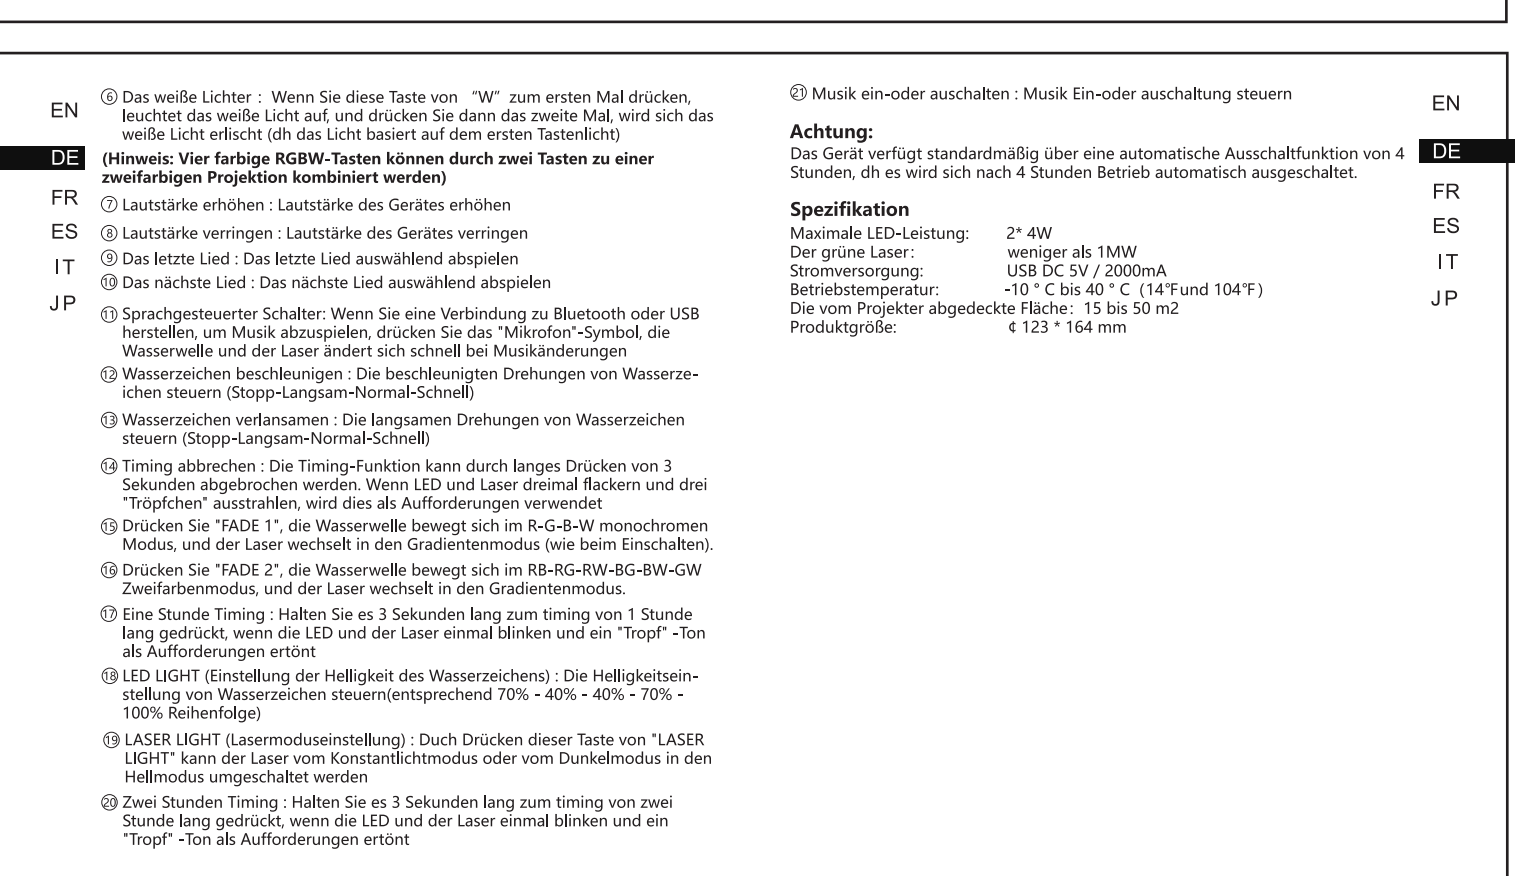 EN
DE
FR
ES
IT
JP
⑥ Das weiße Lichter : Wenn Sie diese Taste von “W” zum ersten Mal drücken,
leuchtet das weiße Licht auf, und drücken Sie dann das zweite Mal, wird sich das
weiße Licht erlischt (dh das Licht basiert auf dem ersten Tastenlicht)
(Hinweis: Vier farbige RGBW-Tasten können durch zwei Tasten zu einer
zweifarbigen Projektion kombiniert werden)
⑦ Lautstärke erhöhen : Lautstärke des Gerätes erhöhen
⑧ Lautstärke verringen : Lautstärke des Gerätes verringen
⑨ Das letzte Lied : Das letzte Lied auswählend abspielen
⑩ Das nächste Lied : Das nächste Lied auswählend abspielen
⑪ Sprachgesteuerter Schalter: Wenn Sie eine Verbindung zu Bluetooth oder USB
herstellen, um Musik abzuspielen, drücken Sie das "Mikrofon"-Symbol, die
Wasserwelle und der Laser ändert sich schnell bei Musikänderungen
⑫ Wasserzeichen beschleunigen : Die beschleunigten Drehungen von Wasserze-
ichen steuern (Stopp-Langsam-Normal-Schnell)
⑬ Wasserzeichen verlansamen : Die langsamen Drehungen von Wasserzeichen
steuern (Stopp-Langsam-Normal-Schnell)
⑭ Timing abbrechen : Die Timing-Funktion kann durch langes Drücken von 3
Sekunden abgebrochen werden. Wenn LED und Laser dreimal flackern und drei
"Tröpfchen" ausstrahlen, wird dies als Aufforderungen verwendet
⑮ Drücken Sie "FADE 1", die Wasserwelle bewegt sich im R-G-B-W monochromen
Modus, und der Laser wechselt in den Gradientenmodus (wie beim Einschalten).
⑯ Drücken Sie "FADE 2", die Wasserwelle bewegt sich im RB-RG-RW-BG-BW-GW
Zweifarbenmodus, und der Laser wechselt in den Gradientenmodus.
⑰ Eine Stunde Timing : Halten Sie es 3 Sekunden lang zum timing von 1 Stunde
lang gedrückt, wenn die LED und der Laser einmal blinken und ein "Tropf" -Ton
als Aufforderungen ertönt
⑱ LED LIGHT (Einstellung der Helligkeit des Wasserzeichens) : Die Helligkeitsein-
stellung von Wasserzeichen steuern(entsprechend 70% - 40% - 40% - 70% -
100% Reihenfolge)
⑲ LASER LIGHT (Lasermoduseinstellung) : Duch Drücken dieser Taste von "LASER
LIGHT" kann der Laser vom Konstantlichtmodus oder vom Dunkelmodus in den
Hellmodus umgeschaltet werden
⑳ Zwei Stunden Timing : Halten Sie es 3 Sekunden lang zum timing von zwei
Stunde lang gedrückt, wenn die LED und der Laser einmal blinken und ein
"Tropf" -Ton als Aufforderungen ertönt
㉑ Musik ein-oder auschalten : Musik Ein-oder auschaltung steuern
Achtung:
Das Gerät verfügt standardmäßig über eine automatische Ausschaltfunktion von 4
Stunden, dh es wird sich nach 4 Stunden Betrieb automatisch ausgeschaltet.
Spezifikation
Maximale LED-Leistung: 2* 4W
Der grüne Laser: weniger als 1MW
Stromversorgung: USB DC 5V / 2000mA
Betriebstemperatur: -10 ° C bis 40 ° C (14°Fund 104°F)
Die vom Projekter abgedeckte Fläche: 15 bis 50 m2
Produktgröße: ¢ 123 * 164 mm
EN
DE
FR
ES
IT
JP